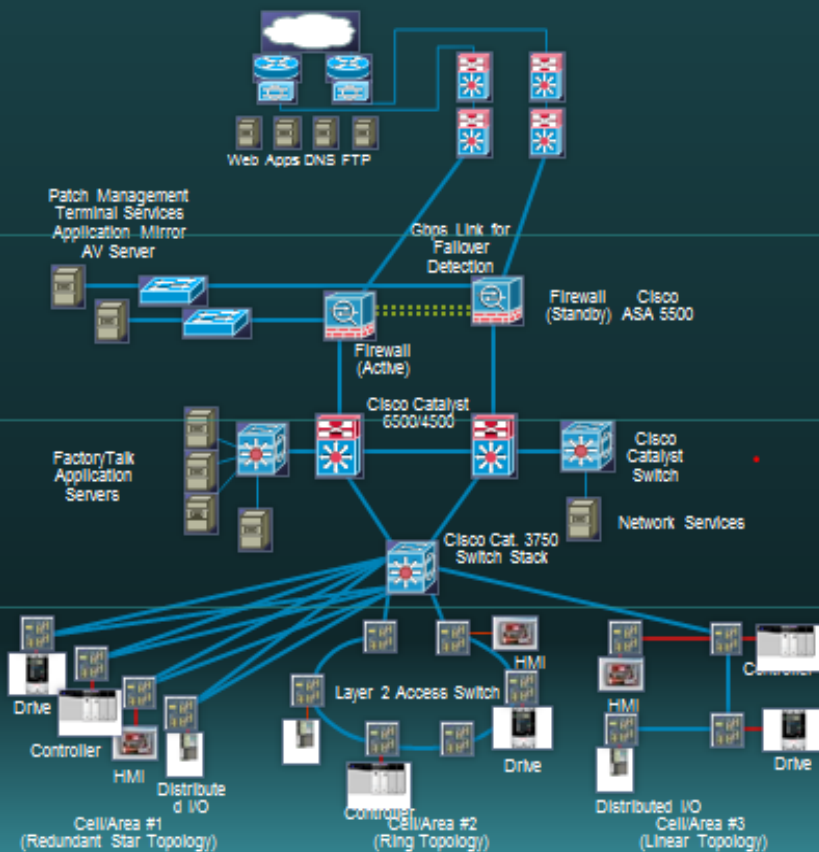 Web Apps DNS FTP
Patch Management
Terminal Services
Application Mirror
AV Server
Gbps Link for
Failover
Detection
Firewall
(Standby)
Cisco
ASA 5500
Firewall
(Active)
Cisco Catalyst
6500/4500
FactoryTalk
Application
Servers
Cisco
Catalyst
Switch
Network Services
Cisco Cat. 3750
Switch Stack
HMI
Controller
Layer 2 Access Switch
HMI
Drive
Controller
HMI
Drive
Drive
Distribute
d I/O
Controller
Distributed I/O
Cell/Area #1
(Redundant Star Topology)
Cell/Area #2
(Ring Topology)
Cell/Area #3
(Linear Topology)